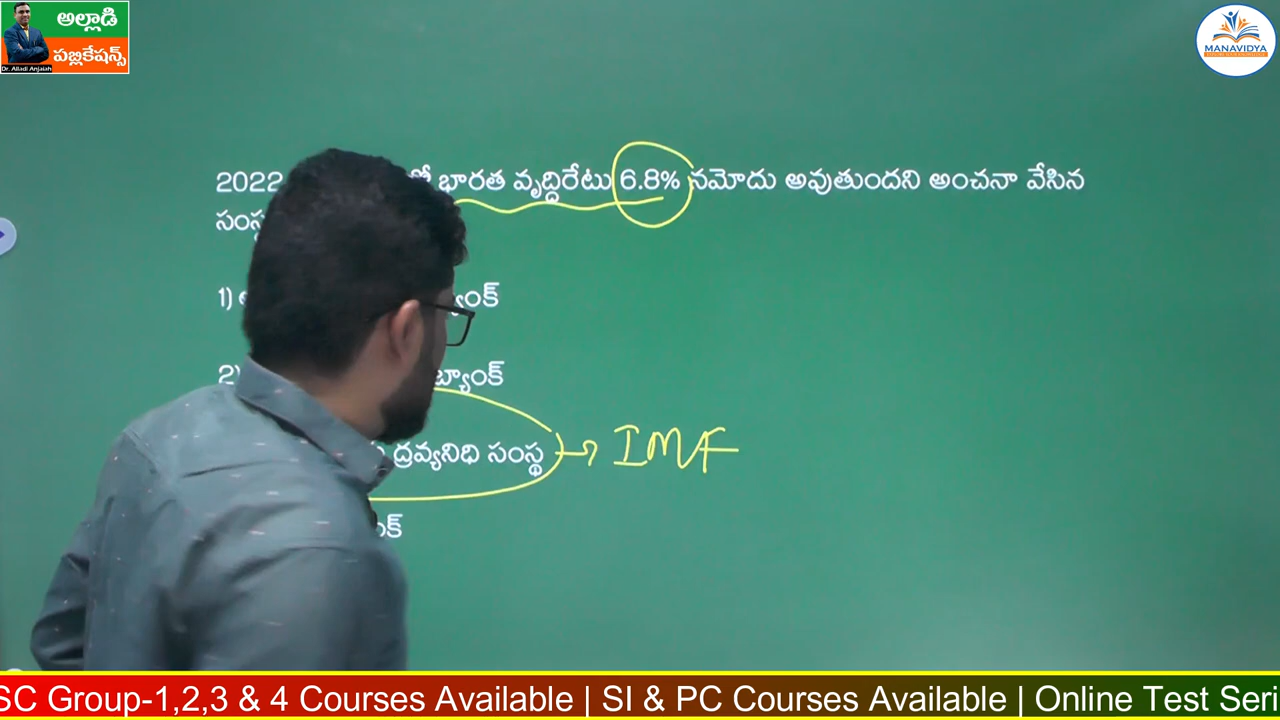 అల్లాడి
పబ్లికేషన్స్
Dr. Alladi Anjaiah
MANAVIDYA
2022 భారత వృద్ధిరేటు 6.8% నమోదు అవుతుందని అంచనా వేసిన
1)
2)
ద్రవ్యనిధి సంస్థ → IMF
SC Group-1,2,3 & 4 Courses Available | SI & PC Courses Available | Online Test Seri